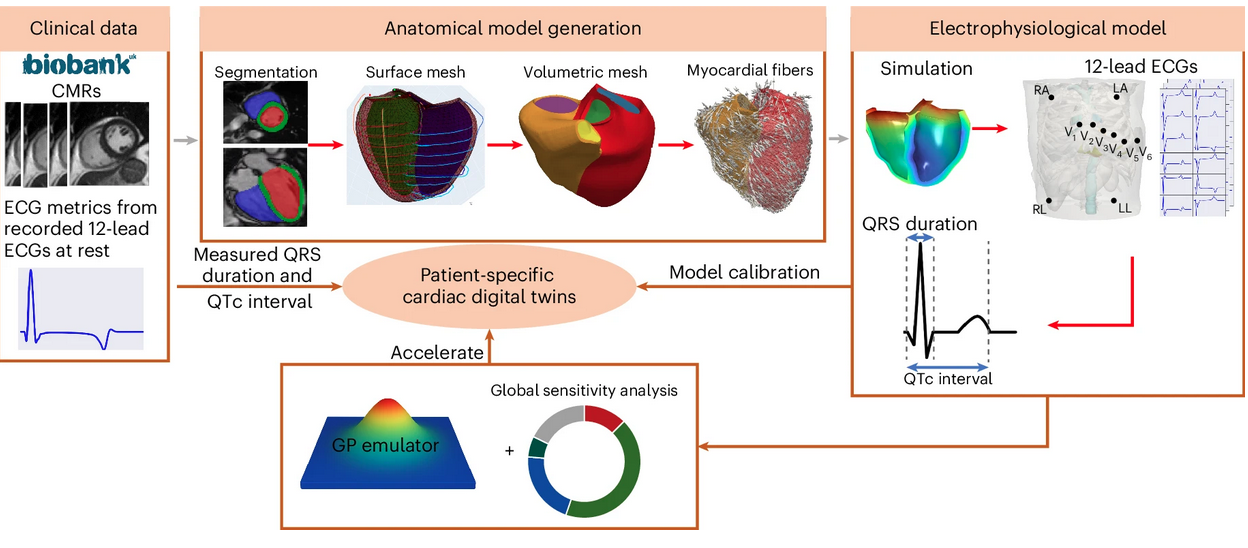 Clinical data
biobank uk
CMRs
ECG metrics from
recorded 12-lead
ECGs at rest
Anatomical model generation
Segmentation
Surface mesh
Volumetric mesh
Myocardial fibers
Electrophysiological model
Simulation
12-lead ECGs
RA
LA
V1
V2
V3
V4
V5
V6
RL
LL
QRS duration
QTc interval
Measured QRS
duration and
QTc interval
Patient-specific
cardiac digital twins
Model calibration
Accelerate
GP emulator
+
Global sensitivity analysis